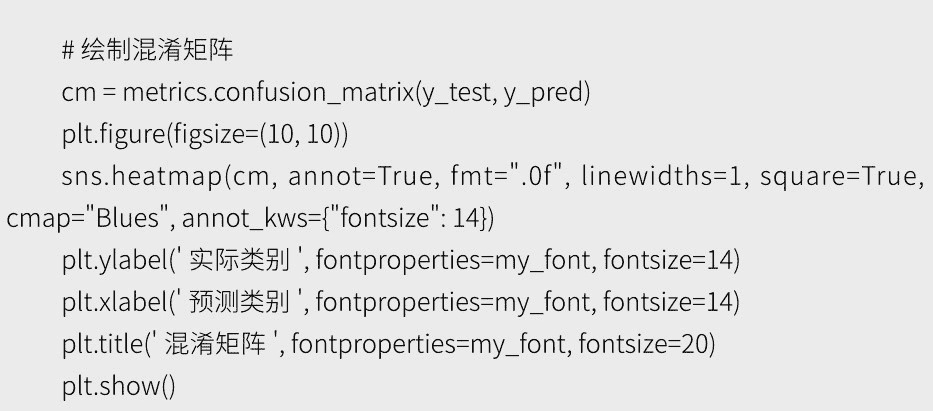 # 绘制混淆矩阵
cm = metrics.confusion_matrix(y_test, y_pred)
plt.figure(figsize=(10, 10))
sns.heatmap(cm, annot=True, fmt=".0f", linewidths=1, square=True,
cmap="Blues", annot_kws={"fontsize": 14})
plt.ylabel(' 实际类别 ', fontproperties=my_font, fontsize=14)
plt.xlabel(' 预测类别 ', fontproperties=my_font, fontsize=14)
plt.title(' 混淆矩阵 ', fontproperties=my_font, fontsize=20)
plt.show()